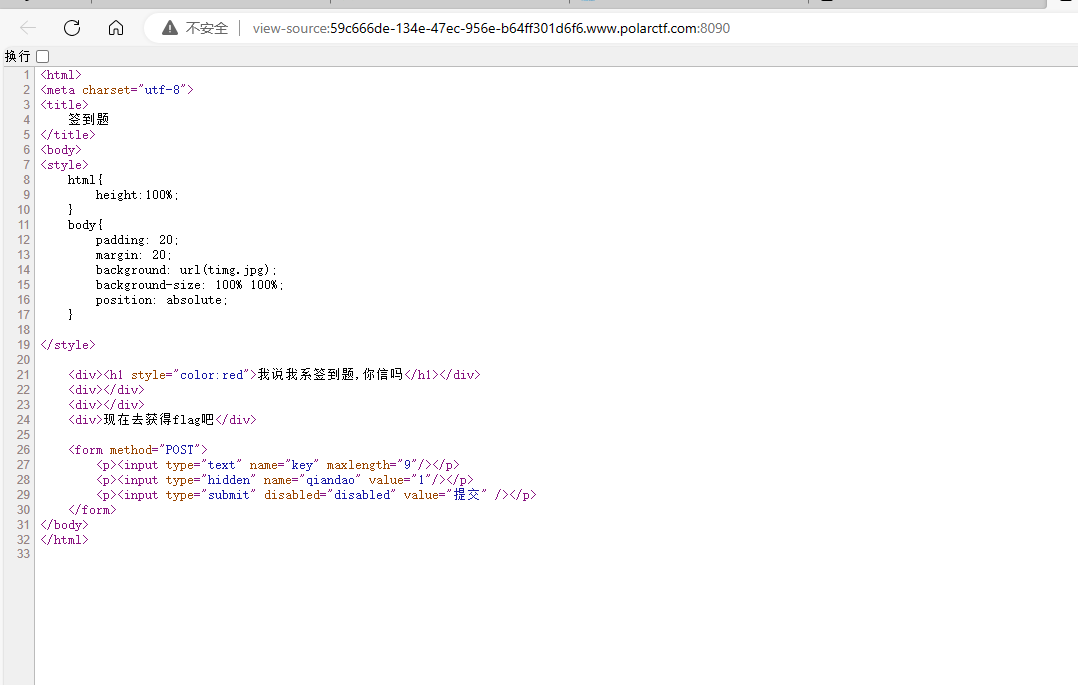 不安全 view-source:59c666de-134e-47ec-956e-b64ff301d6f6.www.polarctf.com:8090
换行
1 <html>
2 <meta charset="utf-8">
3 <title>
4 签到题
5 </title>
6 <body>
7 <style>
8 html{
9 height:100%;
10 }
11 body{
12 padding: 20;
13 margin: 20;
14 background: url(timg.jpg);
15 background-size: 100% 100%;
16 position: absolute;
17 }
18
19 </style>
20
21 <div><h1 style="color:red">我说我系签到题,你信吗</h1></div>
22 <div></div>
23 <div></div>
24 <div>现在去获得flag吧</div>
25
26 <form method="POST">
27 <p><input type="text" name="key" maxlength="9"/></p>
28 <p><input type="hidden" name="qiandao" value="1"/></p>
29 <p><input type="submit" disabled="disabled" value="提交" /></p>
30 </form>
31 </body>
32 </html>
33